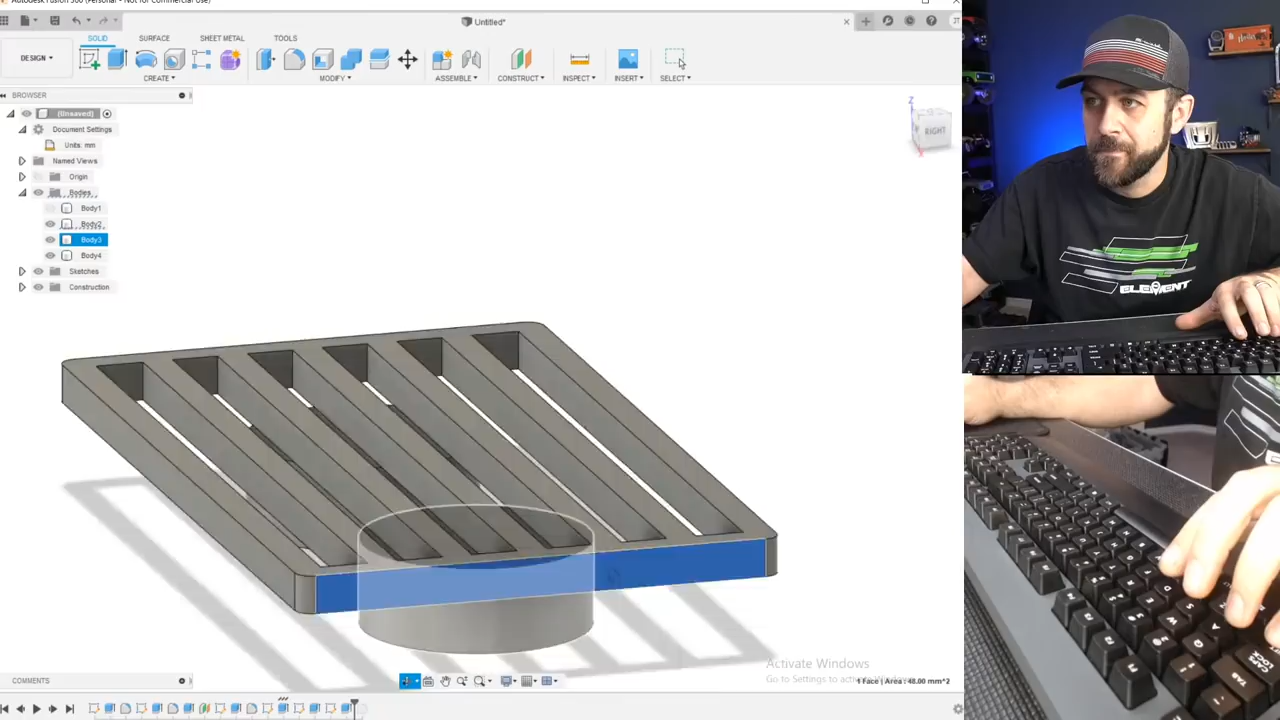 Autodesk Fusion 360 (Personal - Not for Commercial Use)
Untitled*
DESIGN
SOLID
SURFACE
SHEET METAL
TOOLS
CREATE
MODIFY
ASSEMBLE
CONSTRUCT
INSPECT
INSERT
SELECT
BROWSER
(Unsaved)
Document Settings
Units: mm
Named Views
Origin
Bodies
Body1
Body2
Body3
Body4
Sketches
Construction
Z
RIGHT
X
ELEMENT
Activate Windows
Go to Settings to activate
1 Face | Area : 48.00 mm^2
COMMENTS